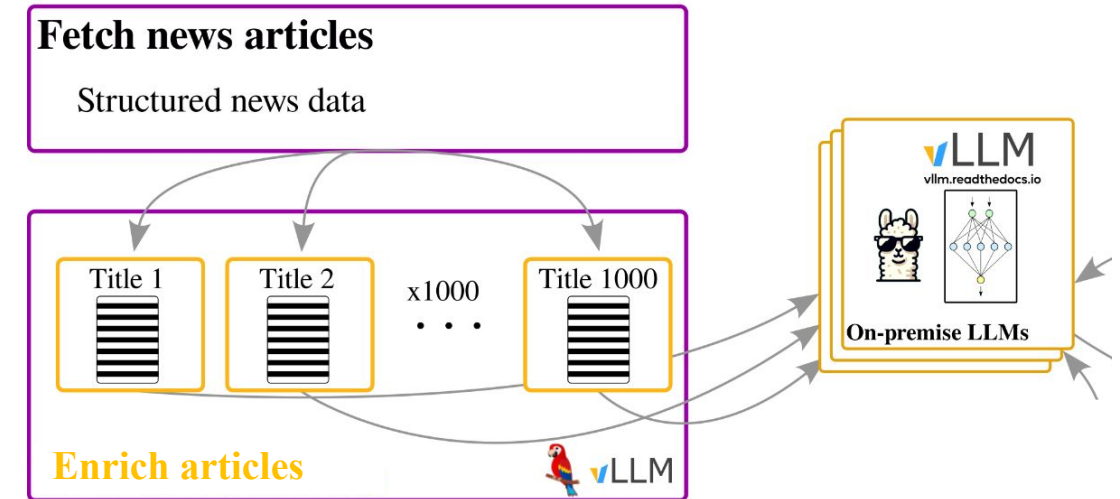 Fetch news articles
Structured news data
Title 1
Title 2
x1000
• • •
Title 1000
Enrich articles
vLLM
vLLM
vllm.readthedocs.io
On-premise LLMs